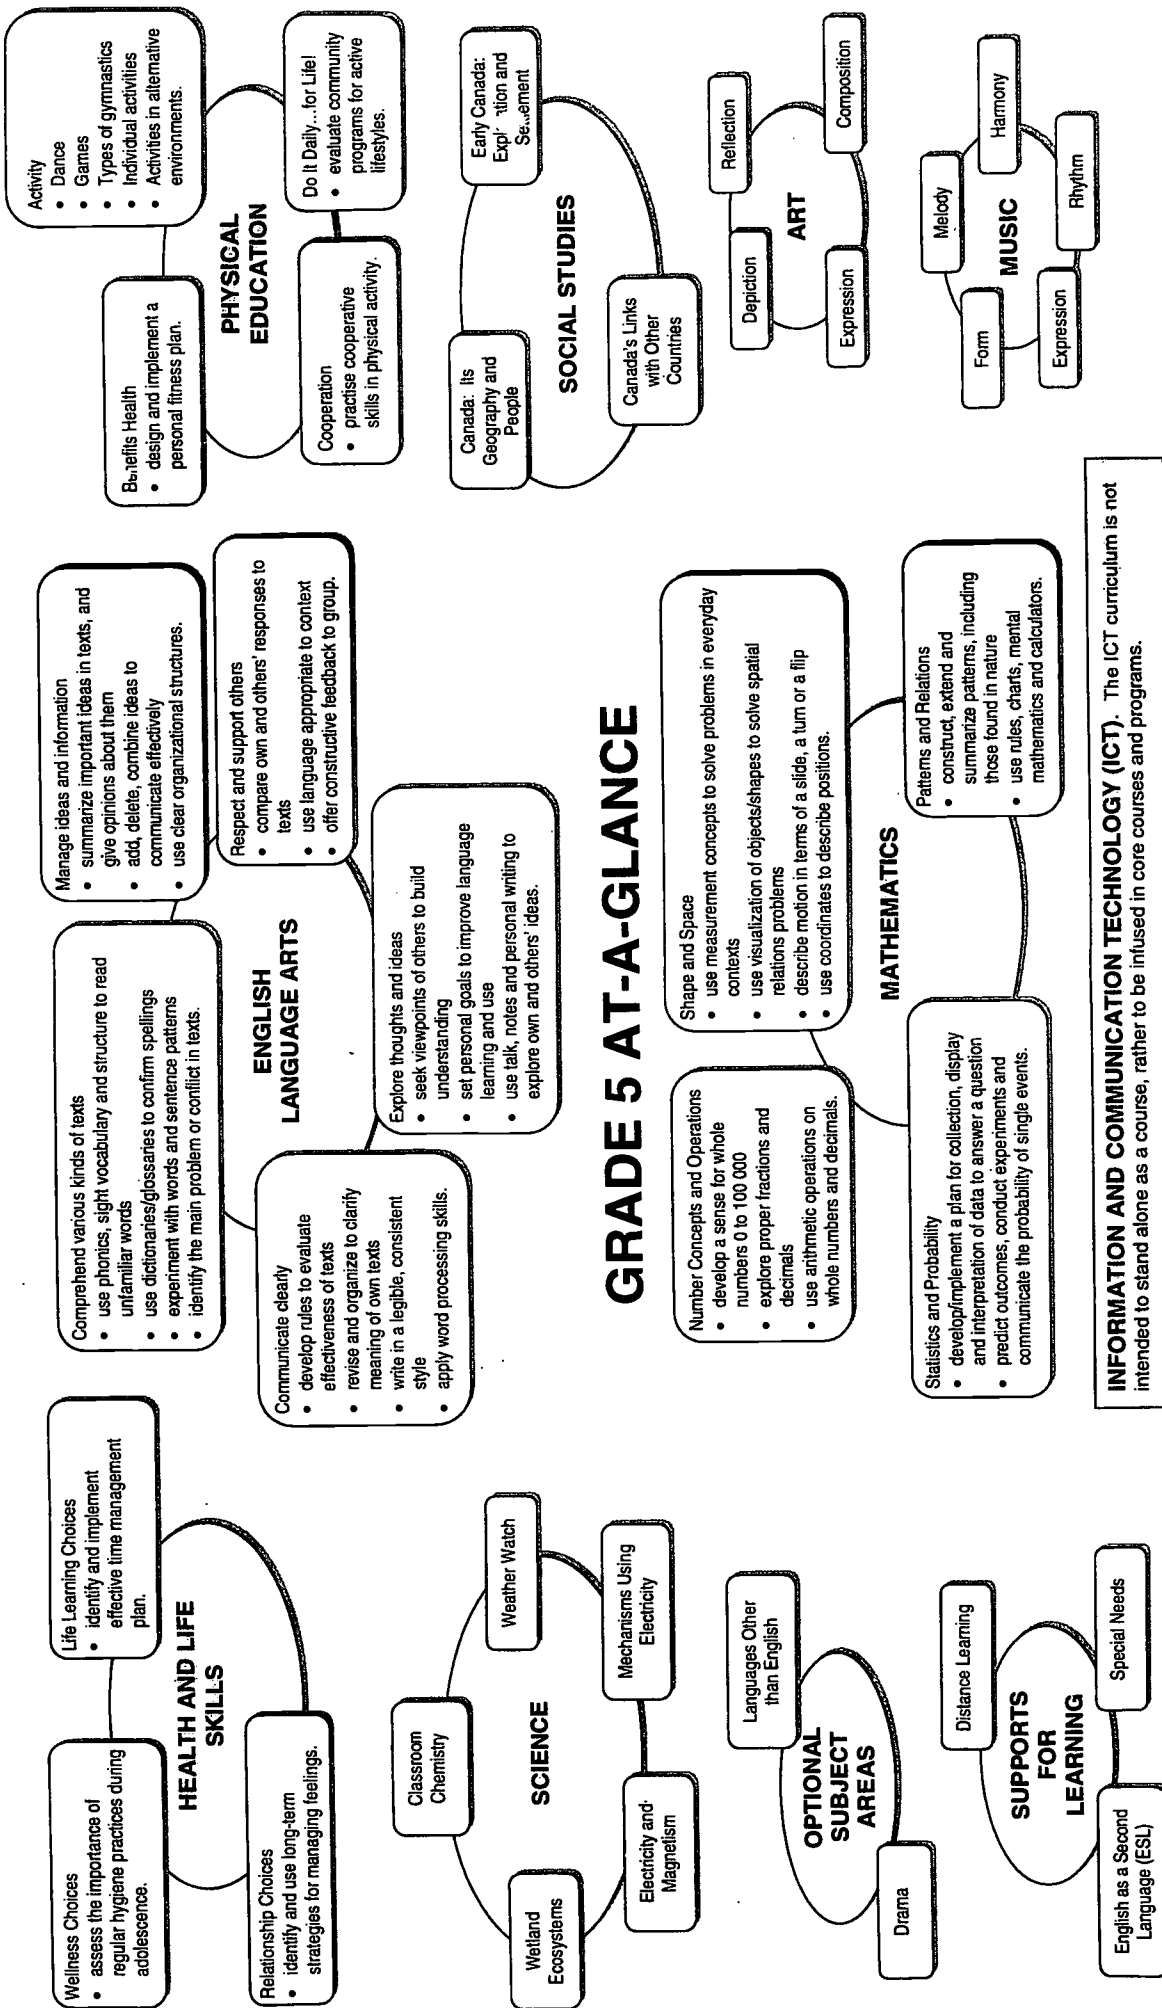 Wellness Choices
• assess the importance of
regular hygiene practices during
adolescence.
Life Learning Choices
• identify and implement
effective time management
plan.
HEALTH AND LIFE
SKILLS
Relationship Choices
• identify and use long-term
strategies for managing feelings.
Comprehend various kinds of texts
• use phonics, sight vocabulary and structure to read
unfamiliar words
• use dictionaries/glossaries to confirm spellings
• experiment with words and sentence patterns
• identify the main problem or conflict in texts.
Manage ideas and information
• summarize important ideas in texts, and
give opinions about them
• add, delete, combine ideas to
communicate effectively
• use clear organizational structures.
ENGLISH
LANGUAGE ARTS
Communicate clearly
• develop rules to evaluate
effectiveness of texts
• revise and organize to clarify
meaning of own texts
• write in a legible, consistent
style
• apply word processing skills.
Respect and support others
• compare own and others' responses to
texts
• use language appropriate to context
• offer constructive feedback to group.
Explore thoughts and ideas
• seek viewpoints of others to build
understanding
• set personal goals to improve language
learning and use
• use talk, notes and personal writing to
explore own and others' ideas.
Benefits Health
• design and implement a
personal fitness plan.
Activity
• Dance
• Games
• Types of gymnastics
• Individual activities
• Activities in alternative
environments.
PHYSICAL
EDUCATION
Cooperation
• practise cooperative
skills in physical activity.
Do It Daily...for Life!
• evaluate community
programs for active
lifestyles.
Classroom
Chemistry
Weather Watch
SCIENCE
Wetland
Ecosystems
Mechanisms Using
Electricity
Electricity and
Magnetism
GRADE 5 AT-A-GLANCE
Canada: Its
Geography and
People
Early Canada:
Exploration and
Settlement
SOCIAL STUDIES
Canada's Links
with Other
Countries
Languages Other
than English
OPTIONAL
SUBJECT
AREAS
Drama
Number Concepts and Operations
• develop a sense for whole
numbers 0 to 100 000
• explore proper fractions and
decimals
• use arithmetic operations on
whole numbers and decimals.
Shape and Space
• use measurement concepts to solve problems in everyday
contexts
• use visualization of objects/shapes to solve spatial
relations problems
• describe motion in terms of a slide, a turn or a flip
• use coordinates to describe positions.
MATHEMATICS
Statistics and Probability
• develop/implement a plan for collection, display
and interpretation of data to answer a question
• predict outcomes, conduct experiments and
communicate the probability of single events.
Patterns and Relations
• construct, extend and
summarize patterns, including
those found in nature
• use rules, charts, mental
mathematics and calculators.
Depiction
Reflection
ART
Expression
Composition
Distance Learning
SUPPORTS
FOR
LEARNING
English as a Second
Language (ESL)
Special Needs
INFORMATION AND COMMUNICATION TECHNOLOGY (ICT). The ICT curriculum is not
intended to stand alone as a course, rather to be infused in core courses and programs.
Form
Melody
MUSIC
Harmony
Expression
Rhythm